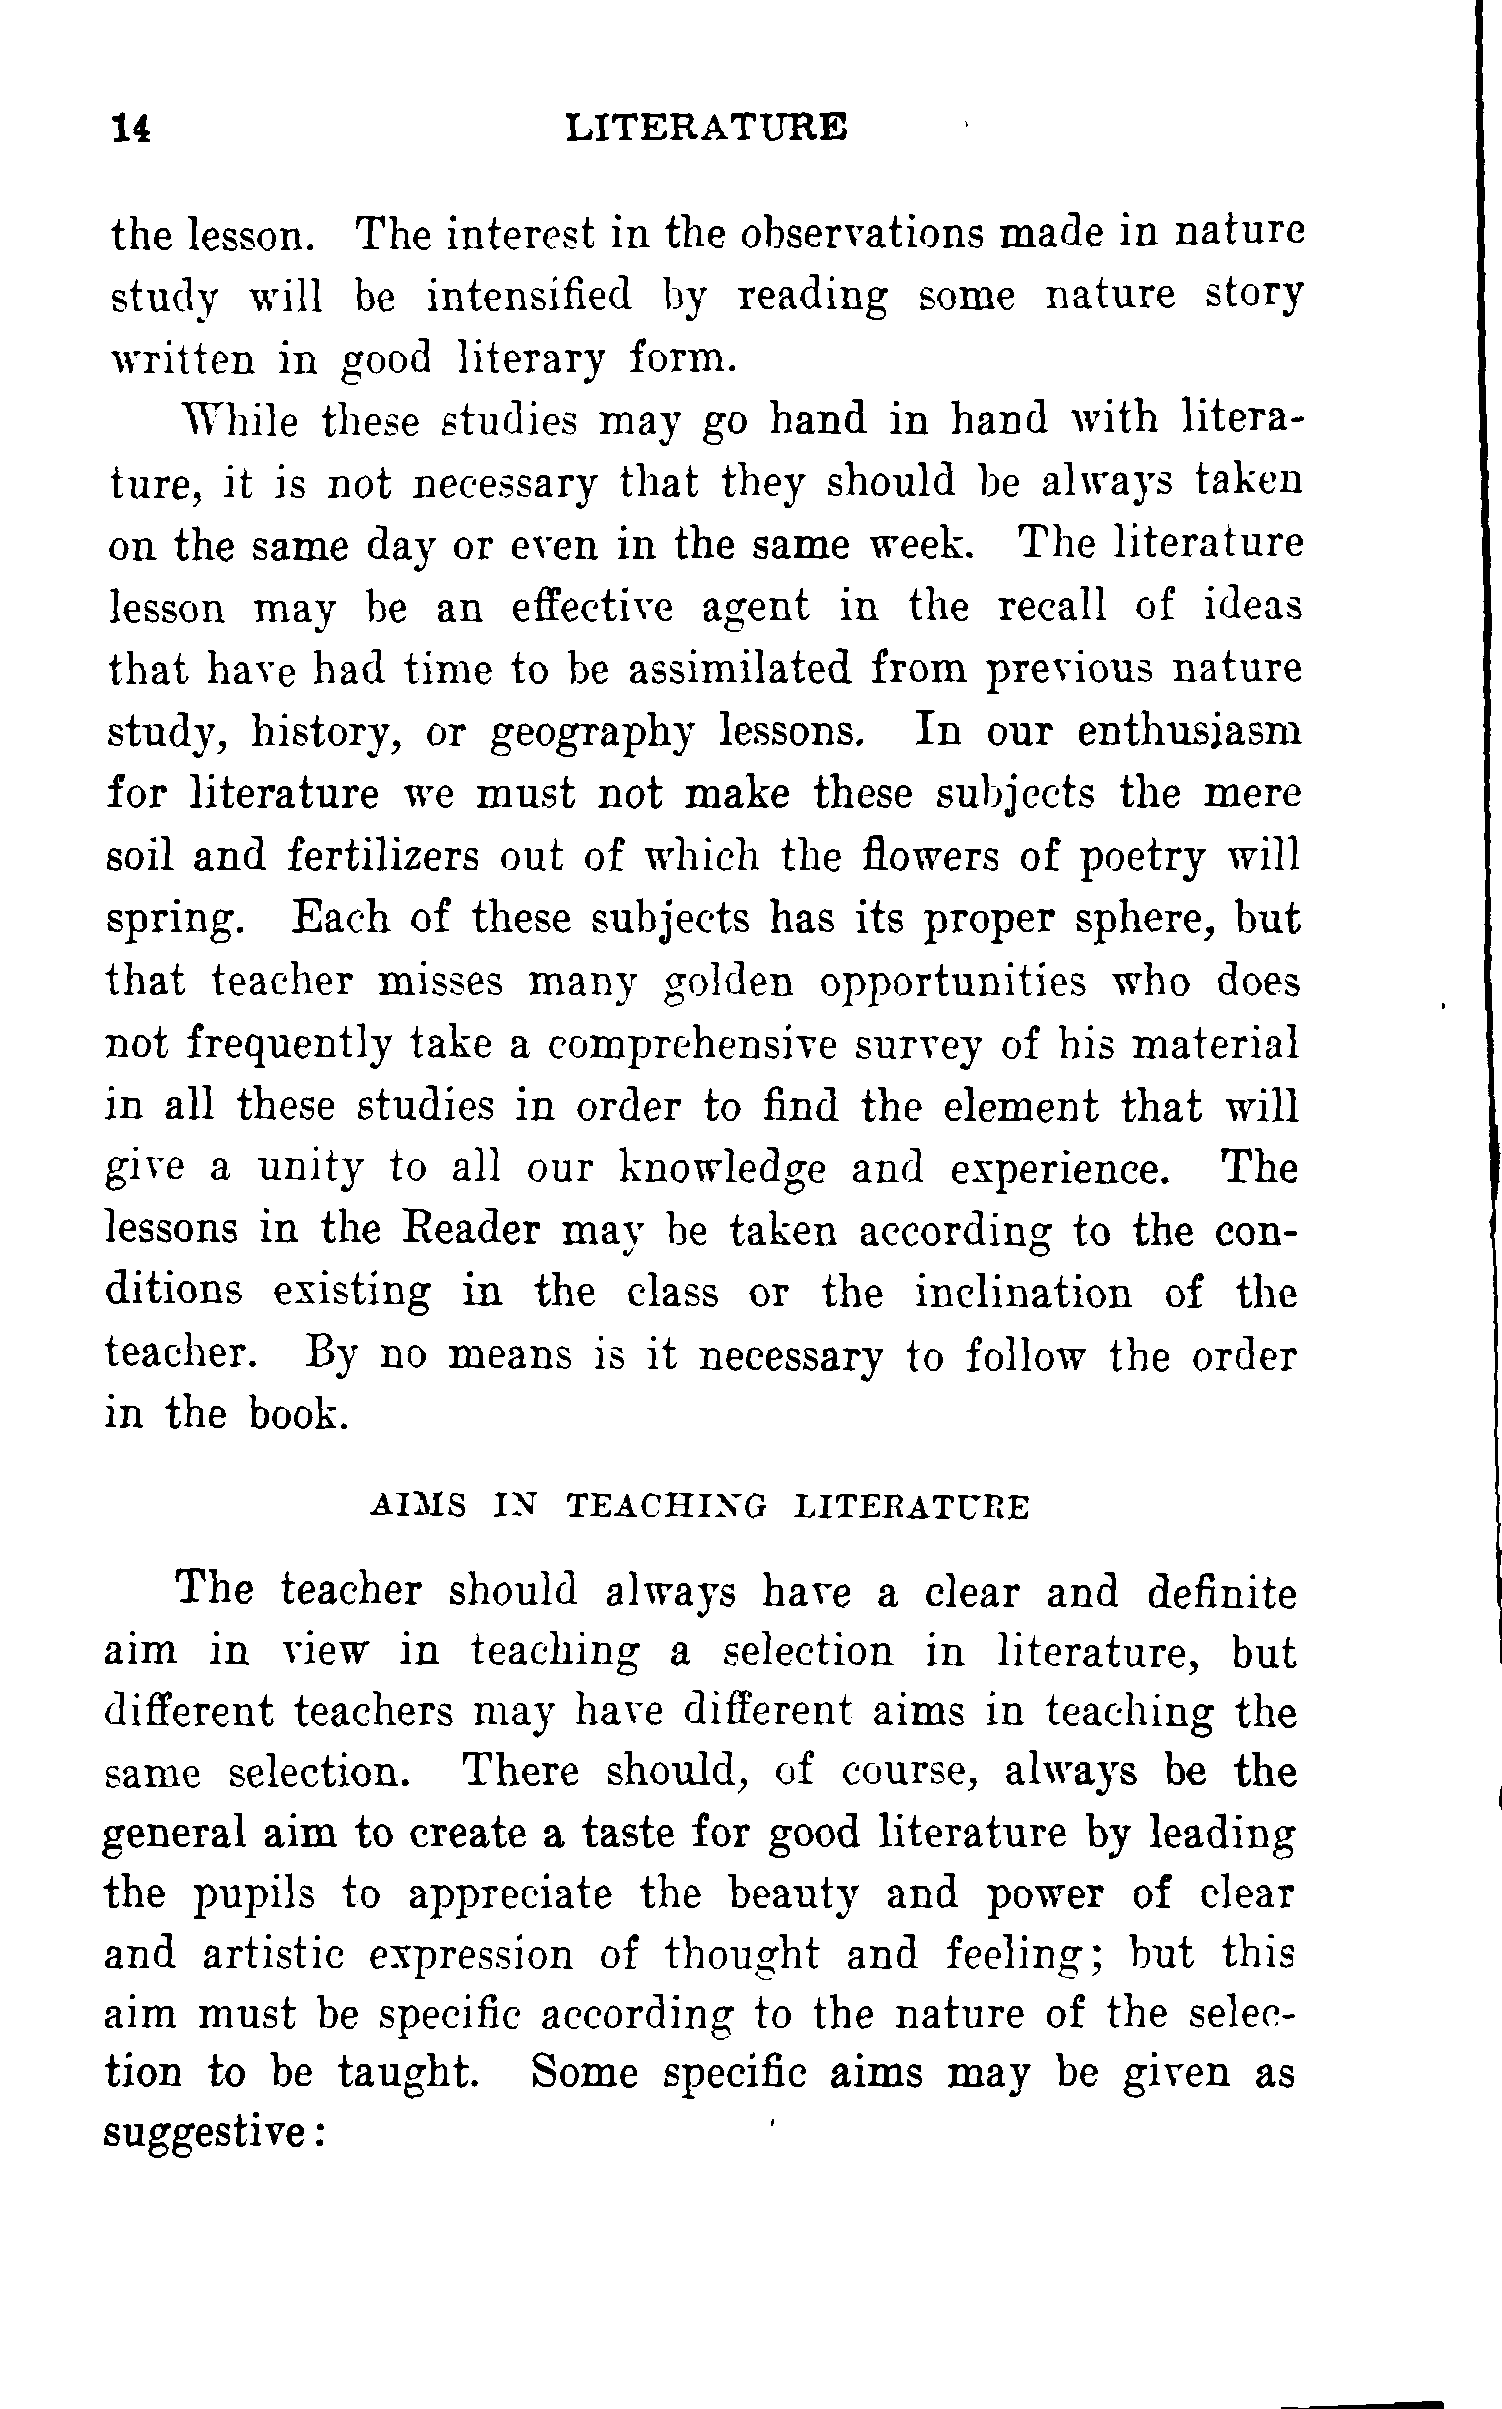 14 LITERATURE
the lesson. The interest in the observations made in nature
study will be intensified by reading some nature story
written in good literary form.
While these studies may go hand in hand with litera-
ture, it is not necessary that they should be always taken
on the same day or even in the same week. The literature
lesson may be an effective agent in the recall of ideas
that have had time to be assimilated from previous nature
study, history, or geography lessons. In our enthusiasm
for literature we must not make these subjects the mere
soil and fertilizers out of which the flowers of poetry will
spring. Each of these subjects has its proper sphere, but
that teacher misses many golden opportunities who does
not frequently take a comprehensive survey of his material
in all these studies in order to find the element that will
give a unity to all our knowledge and experience. The
lessons in the Reader may be taken according to the con-
ditions existing in the class or the inclination of the
teacher. By no means is it necessary to follow the order
in the book.
AIMS IN TEACHING LITERATURE
The teacher should always have a clear and definite
aim in view in teaching a selection in literature, but
different teachers may have different aims in teaching the
same selection. There should, of course, always be the
general aim to create a taste for good literature by leading
the pupils to appreciate the beauty and power of clear
and artistic expression of thought and feeling; but this
aim must be specific according to the nature of the selec-
tion to be taught. Some specific aims may be given as
suggestive: